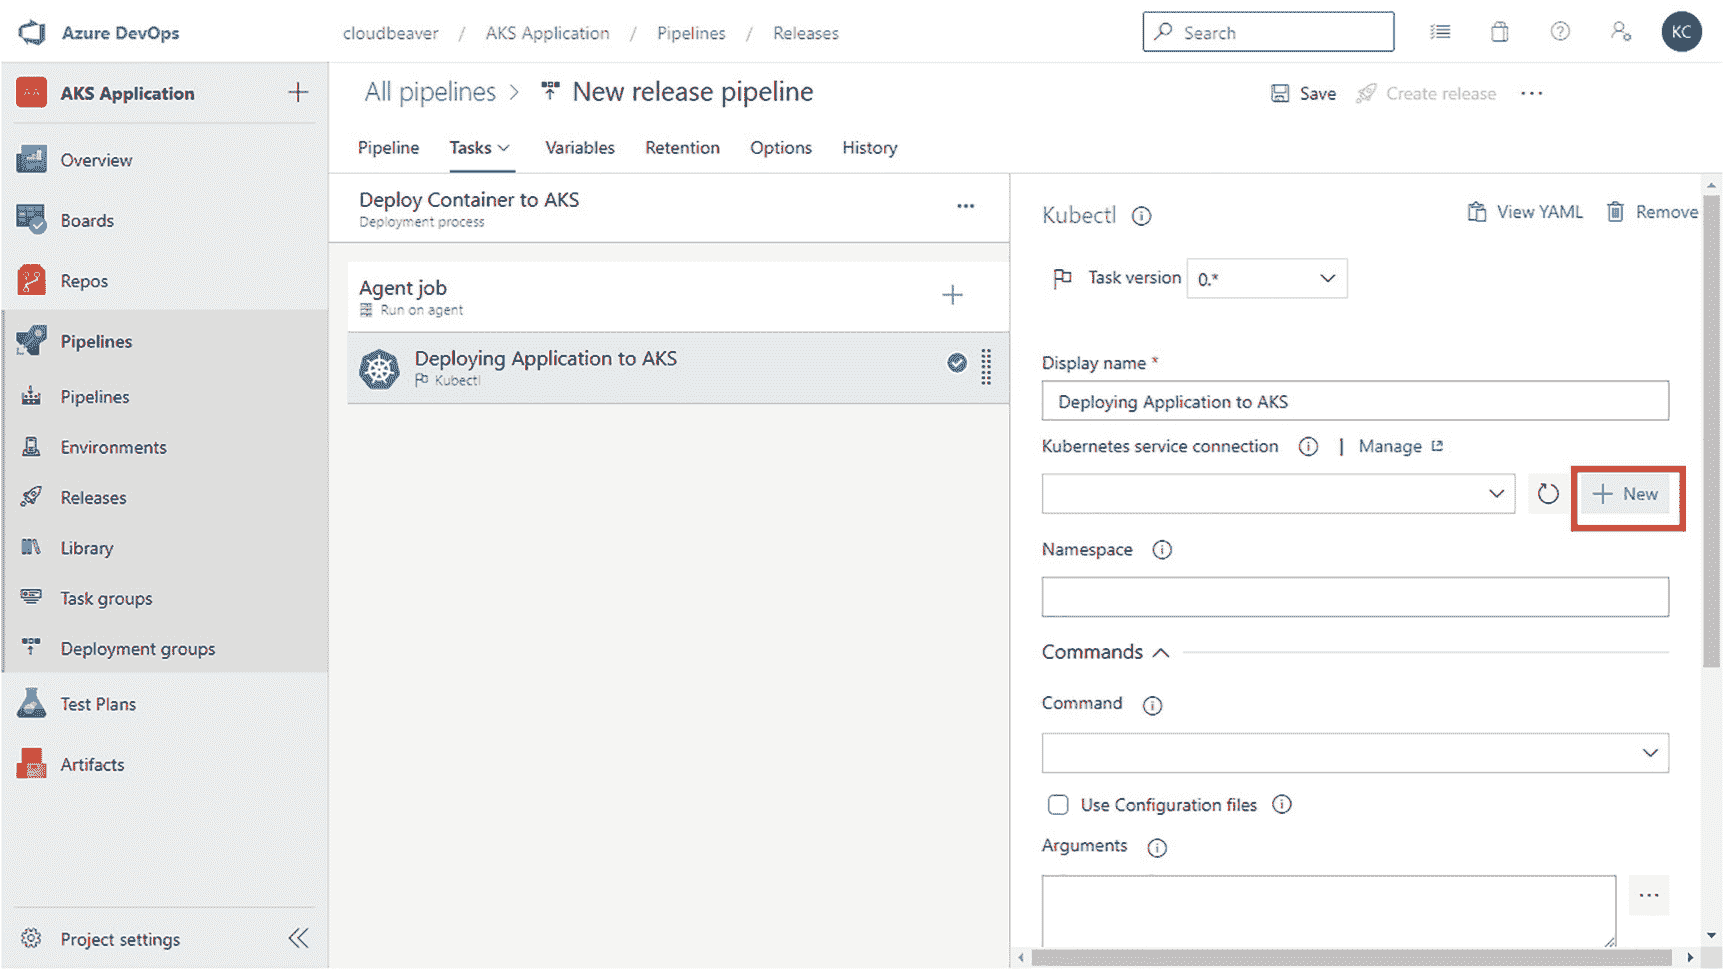 Azure DevOps
cloudbeaver / AKS Application / Pipelines / Releases
Search
KC
AKS Application
Overview
Boards
Repos
Pipelines
Pipelines
Environments
Releases
Library
Task groups
Deployment groups
Test Plans
Artifacts
Project settings
All pipelines > New release pipeline
Save
Create release
Pipeline Tasks Variables Retention Options History
Deploy Container to AKS
Deployment process
Agent job
Run on agent
Deploying Application to AKS
Kubectl
Kubectl
View YAML
Remove
Task version 0.*
Display name *
Deploying Application to AKS
Kubernetes service connection | Manage
New
Namespace
Commands
Command
Use Configuration files
Arguments